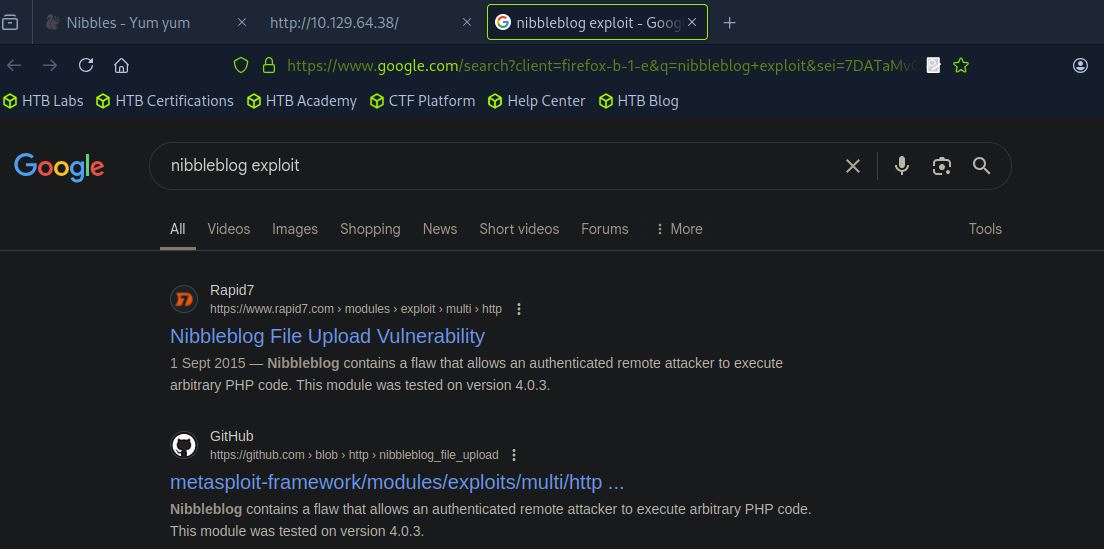 Nibbles - Yum yum
http://10.129.64.38/
nibbleblog exploit - Goog
https://www.google.com/search?client=firefox-b-1-e&q=nibbleblog+exploit&sei=7DATaMv
HTB Labs HTB Certifications HTB Academy CTF Platform Help Center HTB Blog
Google
nibbleblog exploit
All Videos Images Shopping News Short videos Forums More Tools
Rapid7
https://www.rapid7.com › modules › exploit › multi › http
Nibbleblog File Upload Vulnerability
1 Sept 2015 — Nibbleblog contains a flaw that allows an authenticated remote attacker to execute
arbitrary PHP code. This module was tested on version 4.0.3.
GitHub
https://github.com › blob › http › nibbleblog_file_upload
metasploit-framework/modules/exploits/multi/http ...
Nibbleblog contains a flaw that allows an authenticated remote attacker to execute arbitrary PHP code.
This module was tested on version 4.0.3.